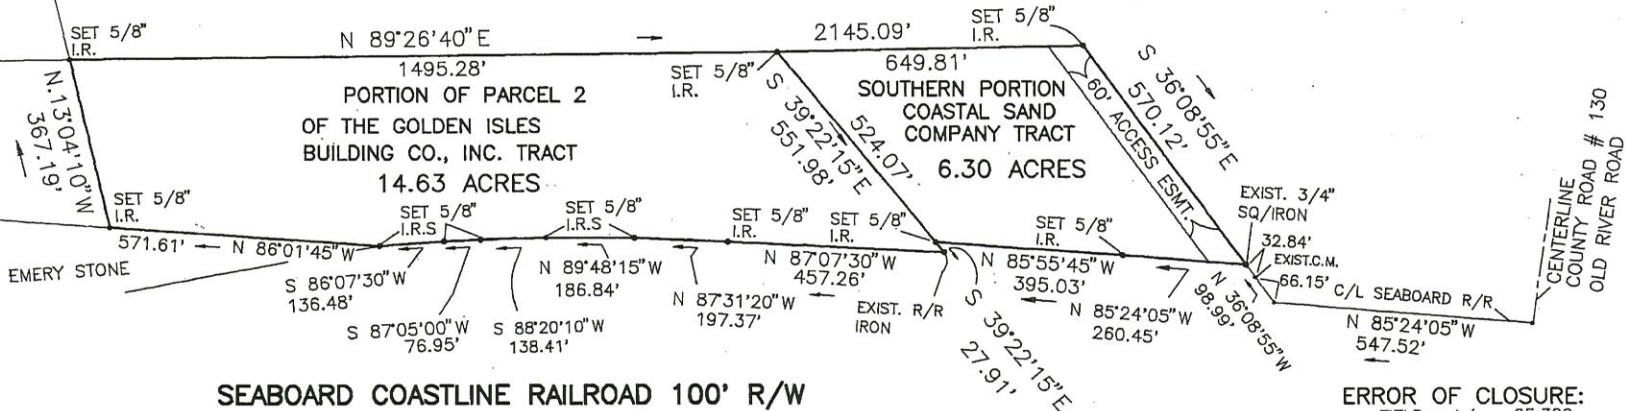 SET 5/8"
I.R.
N 89°26'40" E
1495.28'
2145.09'
649.81'
SET 5/8"
I.R.
SET 5/8"
I.R.
S 36°08'55" E
570.12'
60' ACCESS ESMT.
N.13°04'10" W
367.19'
PORTION OF PARCEL 2
OF THE GOLDEN ISLES
BUILDING CO., INC. TRACT
14.63 ACRES
S 39°22'15" E
551.98'
524.07'
SOUTHERN PORTION
COASTAL SAND
COMPANY TRACT
6.30 ACRES
CENTERLINE
COUNTY ROAD # 130
OLD RIVER ROAD
SET 5/8"
I.R.
SET 5/8"
I.R.S
SET 5/8"
I.R.S
SET 5/8"
I.R.
SET 5/8"
I.R.
SET 5/8"
I.R.
EXIST. 3/4"
SQ/IRON
32.84'
EXIST.C.M.
66.15'
C/L SEABOARD R/R
571.61'
N 86°01'45" W
EMERY STONE
S 86°07'30" W
136.48'
S 87°05'00" W
76.95'
S 88°20'10" W
138.41'
N 89°48'15" W
186.84'
N 87°31'20" W
197.37'
N 87°07'30" W
457.26'
EXIST. R/R
IRON
S 39°22'15" E
27.91'
N 85°55'45" W
395.03'
N 85°24'05" W
260.45'
N 36°08'55" W
98.99'
N 85°24'05" W
547.52'
SEABOARD COASTLINE RAILROAD 100' R/W
ERROR OF CLOSURE: